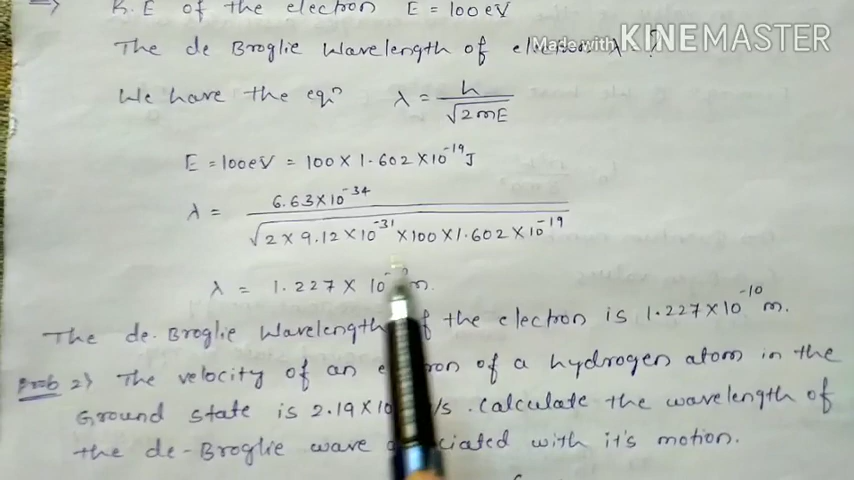 ⇒ K.E of the electron E = 100eV
Made with KINEMASTER
The de Broglie Wavelength of electron λ = ?
We have the eqn λ = h / √2mE
E = 100eV = 100 × 1.602 × 10^-19 J
λ = 6.63 × 10^-34 / √2 × 9.12 × 10^-31 × 100 × 1.602 × 10^-19
λ = 1.227 × 10 m.
The de-Broglie Wavelength of the electron is 1.227 × 10^-10 m.
Prob 2) The velocity of an electron of a hydrogen atom in the
Ground state is 2.19 × 10 /s. Calculate the wavelength of
the de-Broglie wave associated with it's motion.